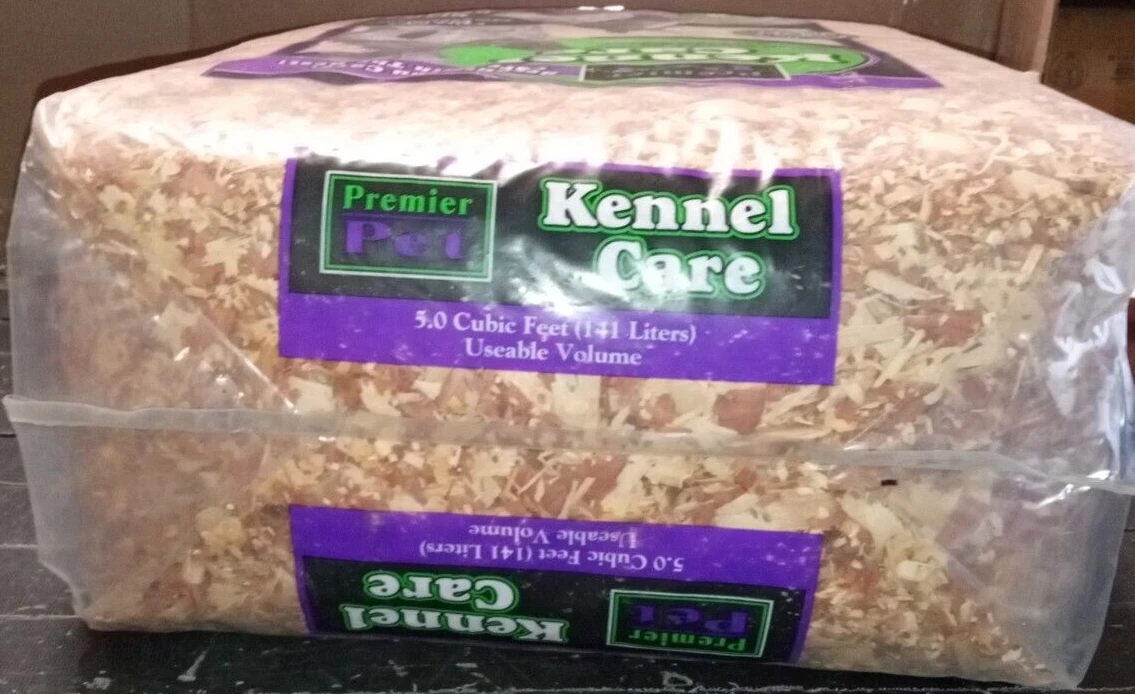 Premier
Pet
Kennel
Care
5.0 Cubic Feet (141 Liters)
Useable Volume
Useable Volume
5.0 Cubic Feet (141 Liters)
Kennel
Care
Premier
Pet